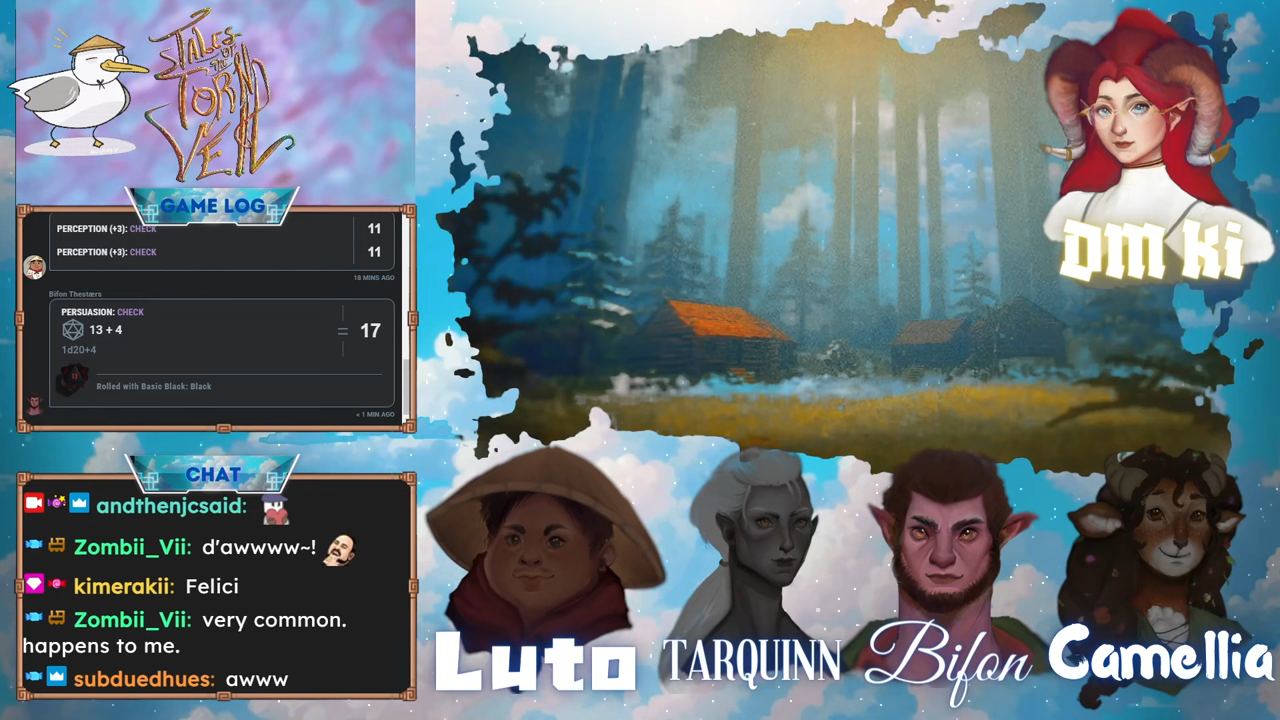 TALES
OF
THE
TORN
VEIL
GAME LOG
PERCEPTION (+3): CHECK
11
PERCEPTION (+3): CHECK
11
18 MINS AGO
Bifon Thestærs
PERSUASION: CHECK
13 + 4
= 17
1d20+4
13
Rolled with Basic Black: Black
< 1 MIN AGO
CHAT
andthenjcsaid:
Zombii_Vii: d'awwww~!
kimerakii: Felici
Zombii_Vii: very common.
happens to me.
subduedhues: awww
DM Ki
Luto
TARQUINN
Bifon
Camellia